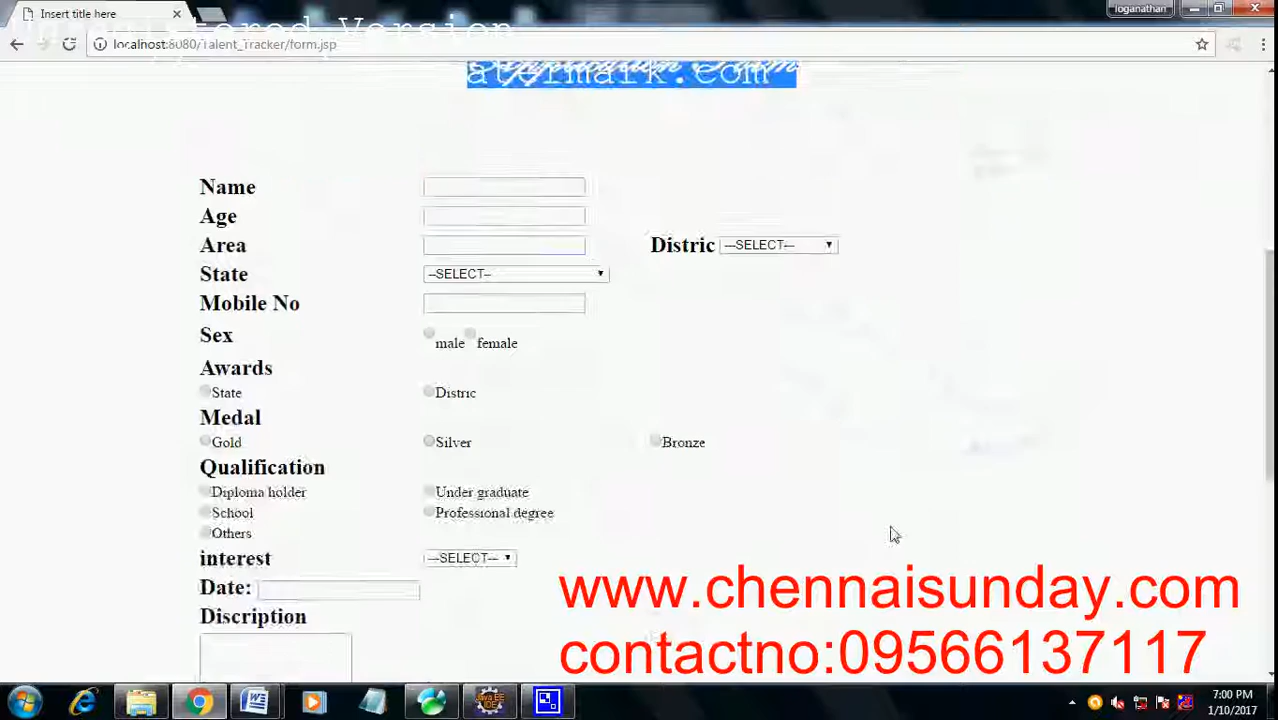 Insert title here
loganathan
localhost:8080/Talent_Tracker/form.jsp
atermark.com
Name
Age
Area
Distric ---SELECT---
State --SELECT--
Mobile No
Sex male female
Awards
State Distric
Medal
Gold Silver Bronze
Qualification
Diploma holder Under graduate
School Professional degree
Others
interest ---SELECT---
Date:
Discription
www.chennaisunday.com
contactno:09566137117
7:00 PM
1/10/2017